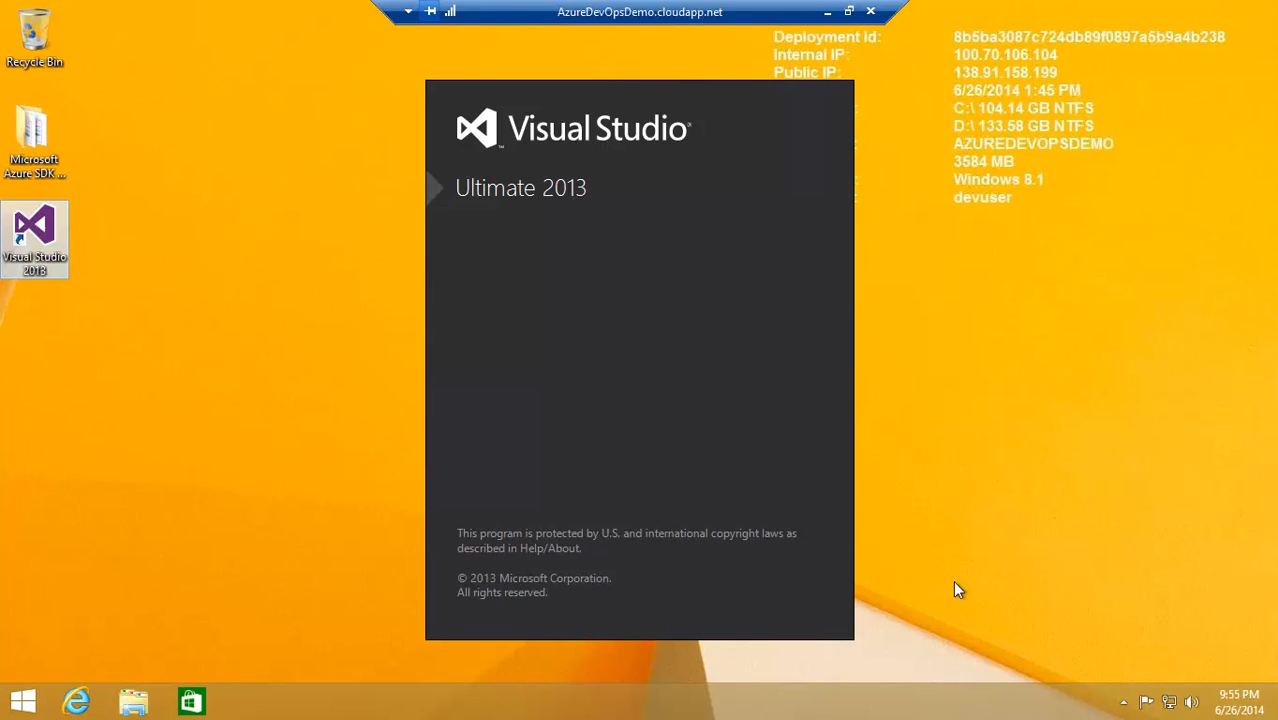 AzureDevOpsDemo.cloudapp.net
Recycle Bin
Microsoft
Azure SDK ...
Visual Studio
2013
Deployment Id: 8b5ba3087c724db89f0897a5b9a4b238
Internal IP: 100.70.106.104
Public IP: 138.91.158.199
6/26/2014 1:45 PM
C:\ 104.14 GB NTFS
D:\ 133.58 GB NTFS
AZUREDEVOPSDEMO
3584 MB
Windows 8.1
devuser
Visual Studio®
Ultimate 2013
This program is protected by U.S. and international copyright laws as
described in Help/About.
© 2013 Microsoft Corporation.
All rights reserved.
9:55 PM
6/26/2014